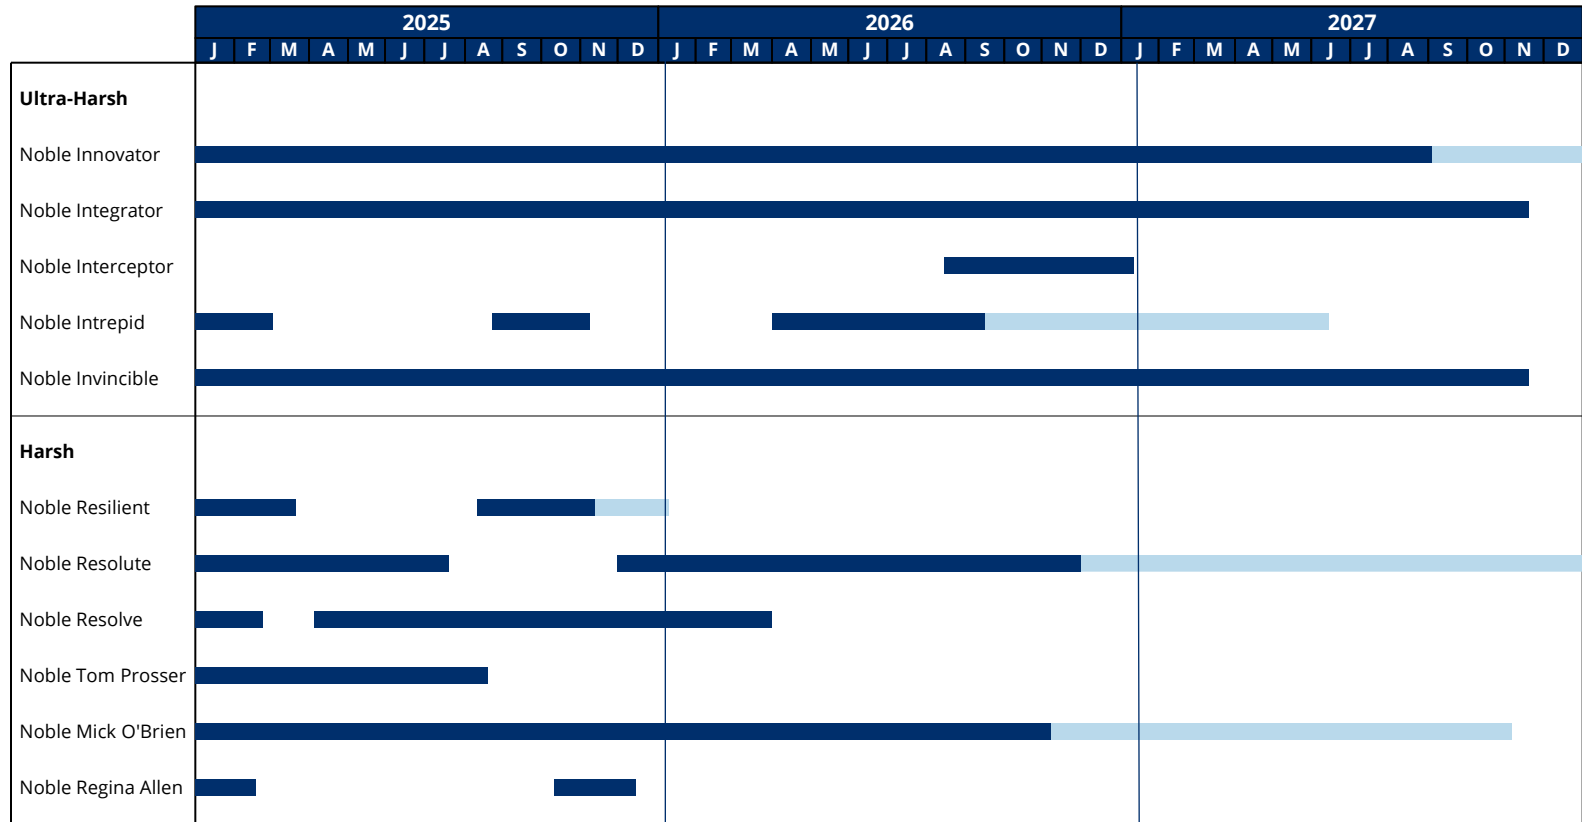 2025 2026 2027
J F M A M J J A S O N D J F M A M J J A S O N D J F M A M J J A S O N D
Ultra-Harsh
Noble Innovator
Noble Integrator
Noble Interceptor
Noble Intrepid
Noble Invincible
Harsh
Noble Resilient
Noble Resolute
Noble Resolve
Noble Tom Prosser
Noble Mick O'Brien
Noble Regina Allen